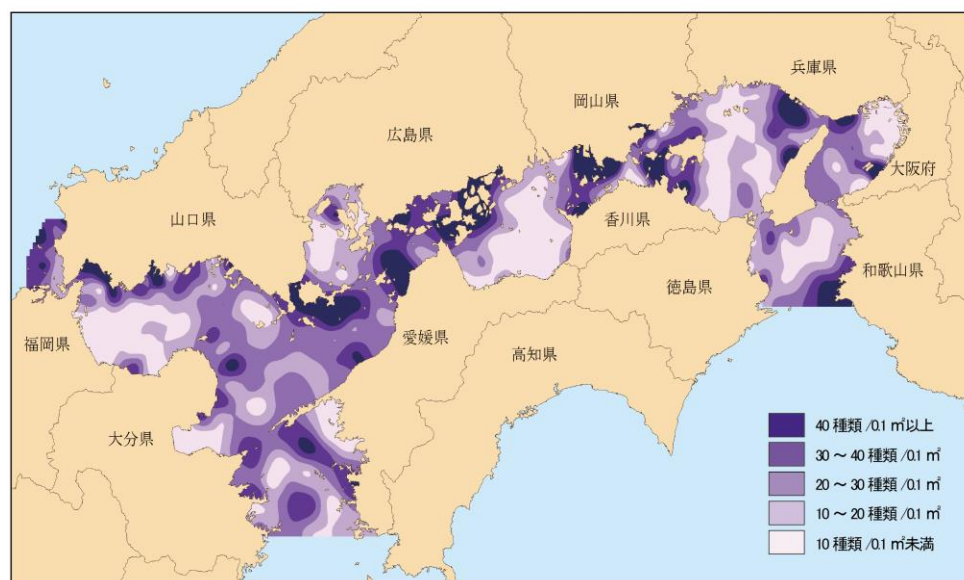 兵庫県
岡山県
広島県
大阪府
山口県
香川県
和歌山県
徳島県
福岡県
愛媛県
高知県
大分県
40 種類 /0.1 ㎡以上
30 ~ 40 種類 /0.1 ㎡
20 ~ 30 種類 /0.1 ㎡
10 ~ 20 種類 /0.1 ㎡
10 種類 /0.1 ㎡未満